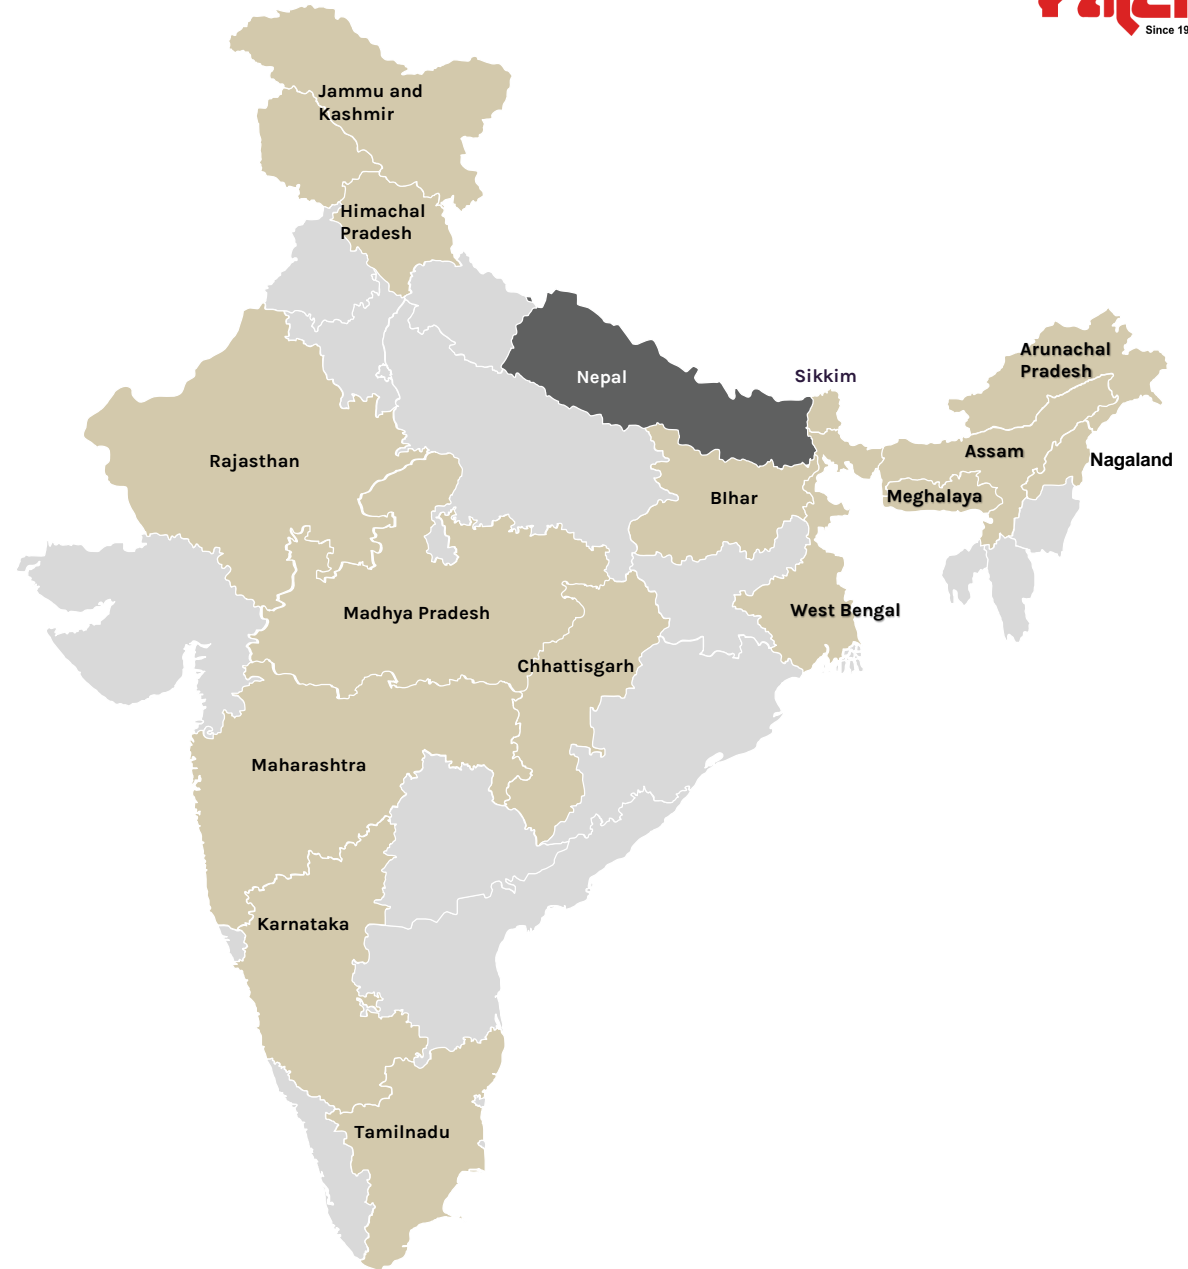 Since 19
Jammu and
Kashmir
Himachal
Pradesh
Arunachal
Pradesh
Nepal
Sikkim
Assam
Nagaland
Rajasthan
BIhar
Meghalaya
Madhya Pradesh
West Bengal
Chhattisgarh
Maharashtra
Karnataka
Tamilnadu